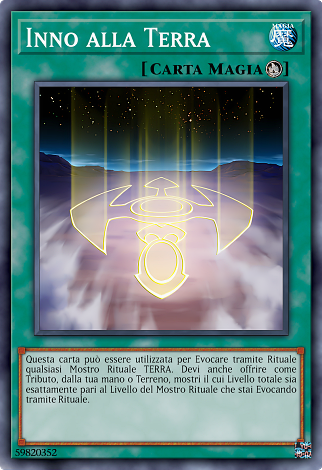 Inno alla Terra
MAGIA
魔
[Carta Magia]
Questa carta può essere utilizzata per Evocare tramite Rituale
qualsiasi Mostro Rituale TERRA. Devi anche offrire come
Tributo, dalla tua mano o Terreno, mostri il cui Livello totale sia
esattamente pari al Livello del Mostro Rituale che stai Evocando
tramite Rituale.
59820352